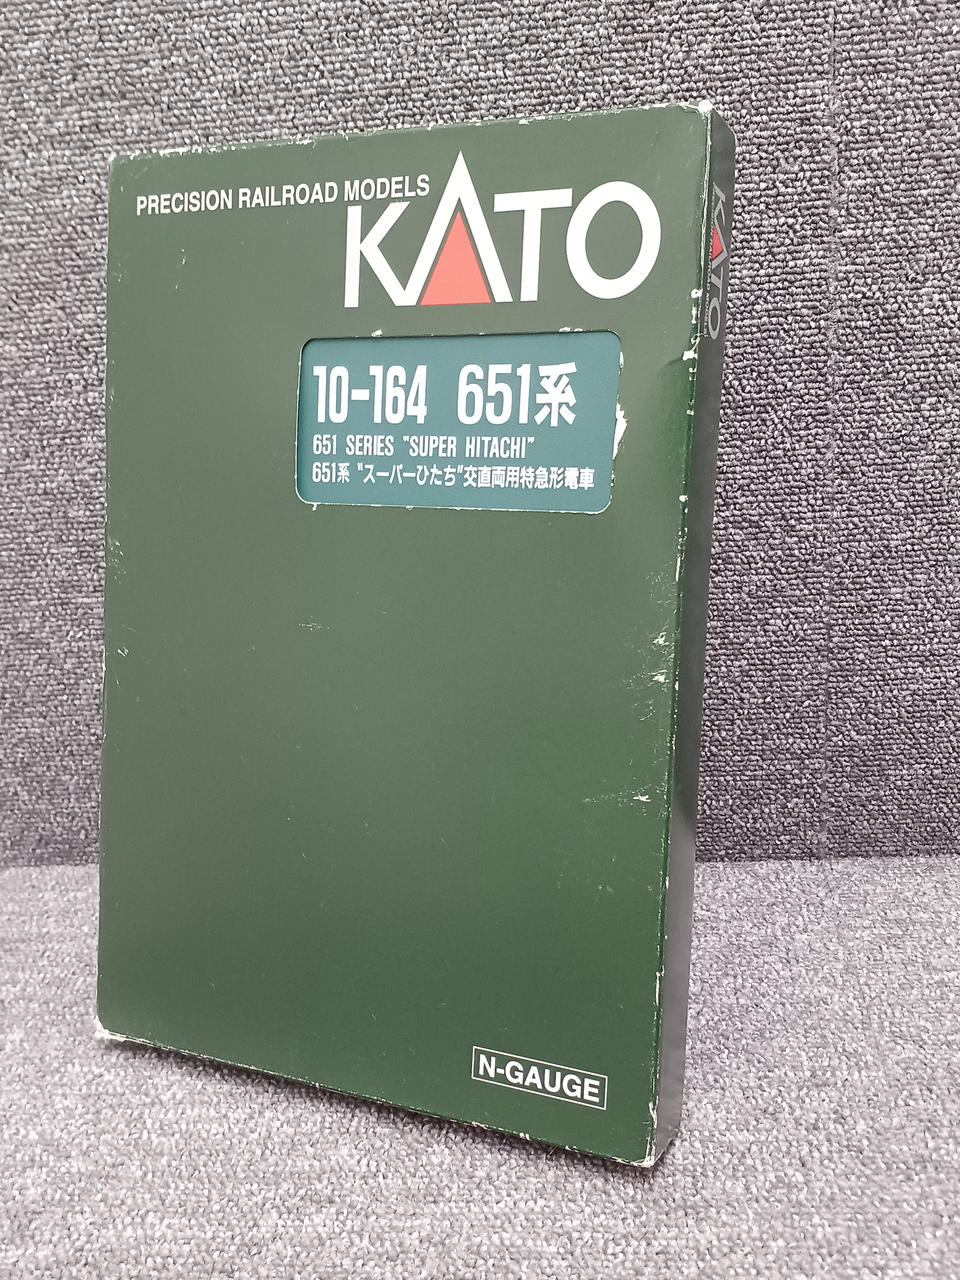 PRECISION RAILROAD MODELS
KATO
10-164 651系
651 SERIES "SUPER HITACHI"
651系 "スーパーひたち"交直両用特急形電車
N-GAUGE
KATO